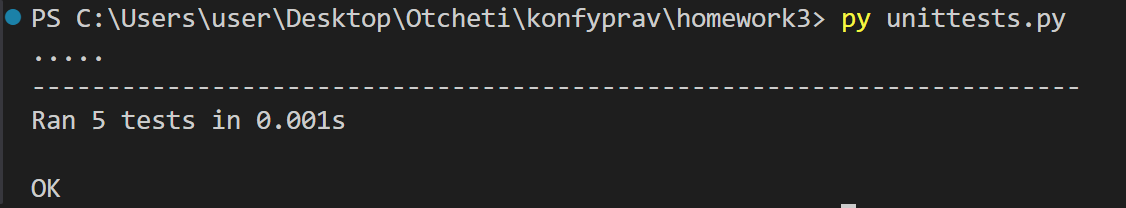 PS C:\Users\user\Desktop\Otcheti\konfyprav\homework3> py unittests.py
.....
----------------------------------------------------------------------
Ran 5 tests in 0.001s
OK